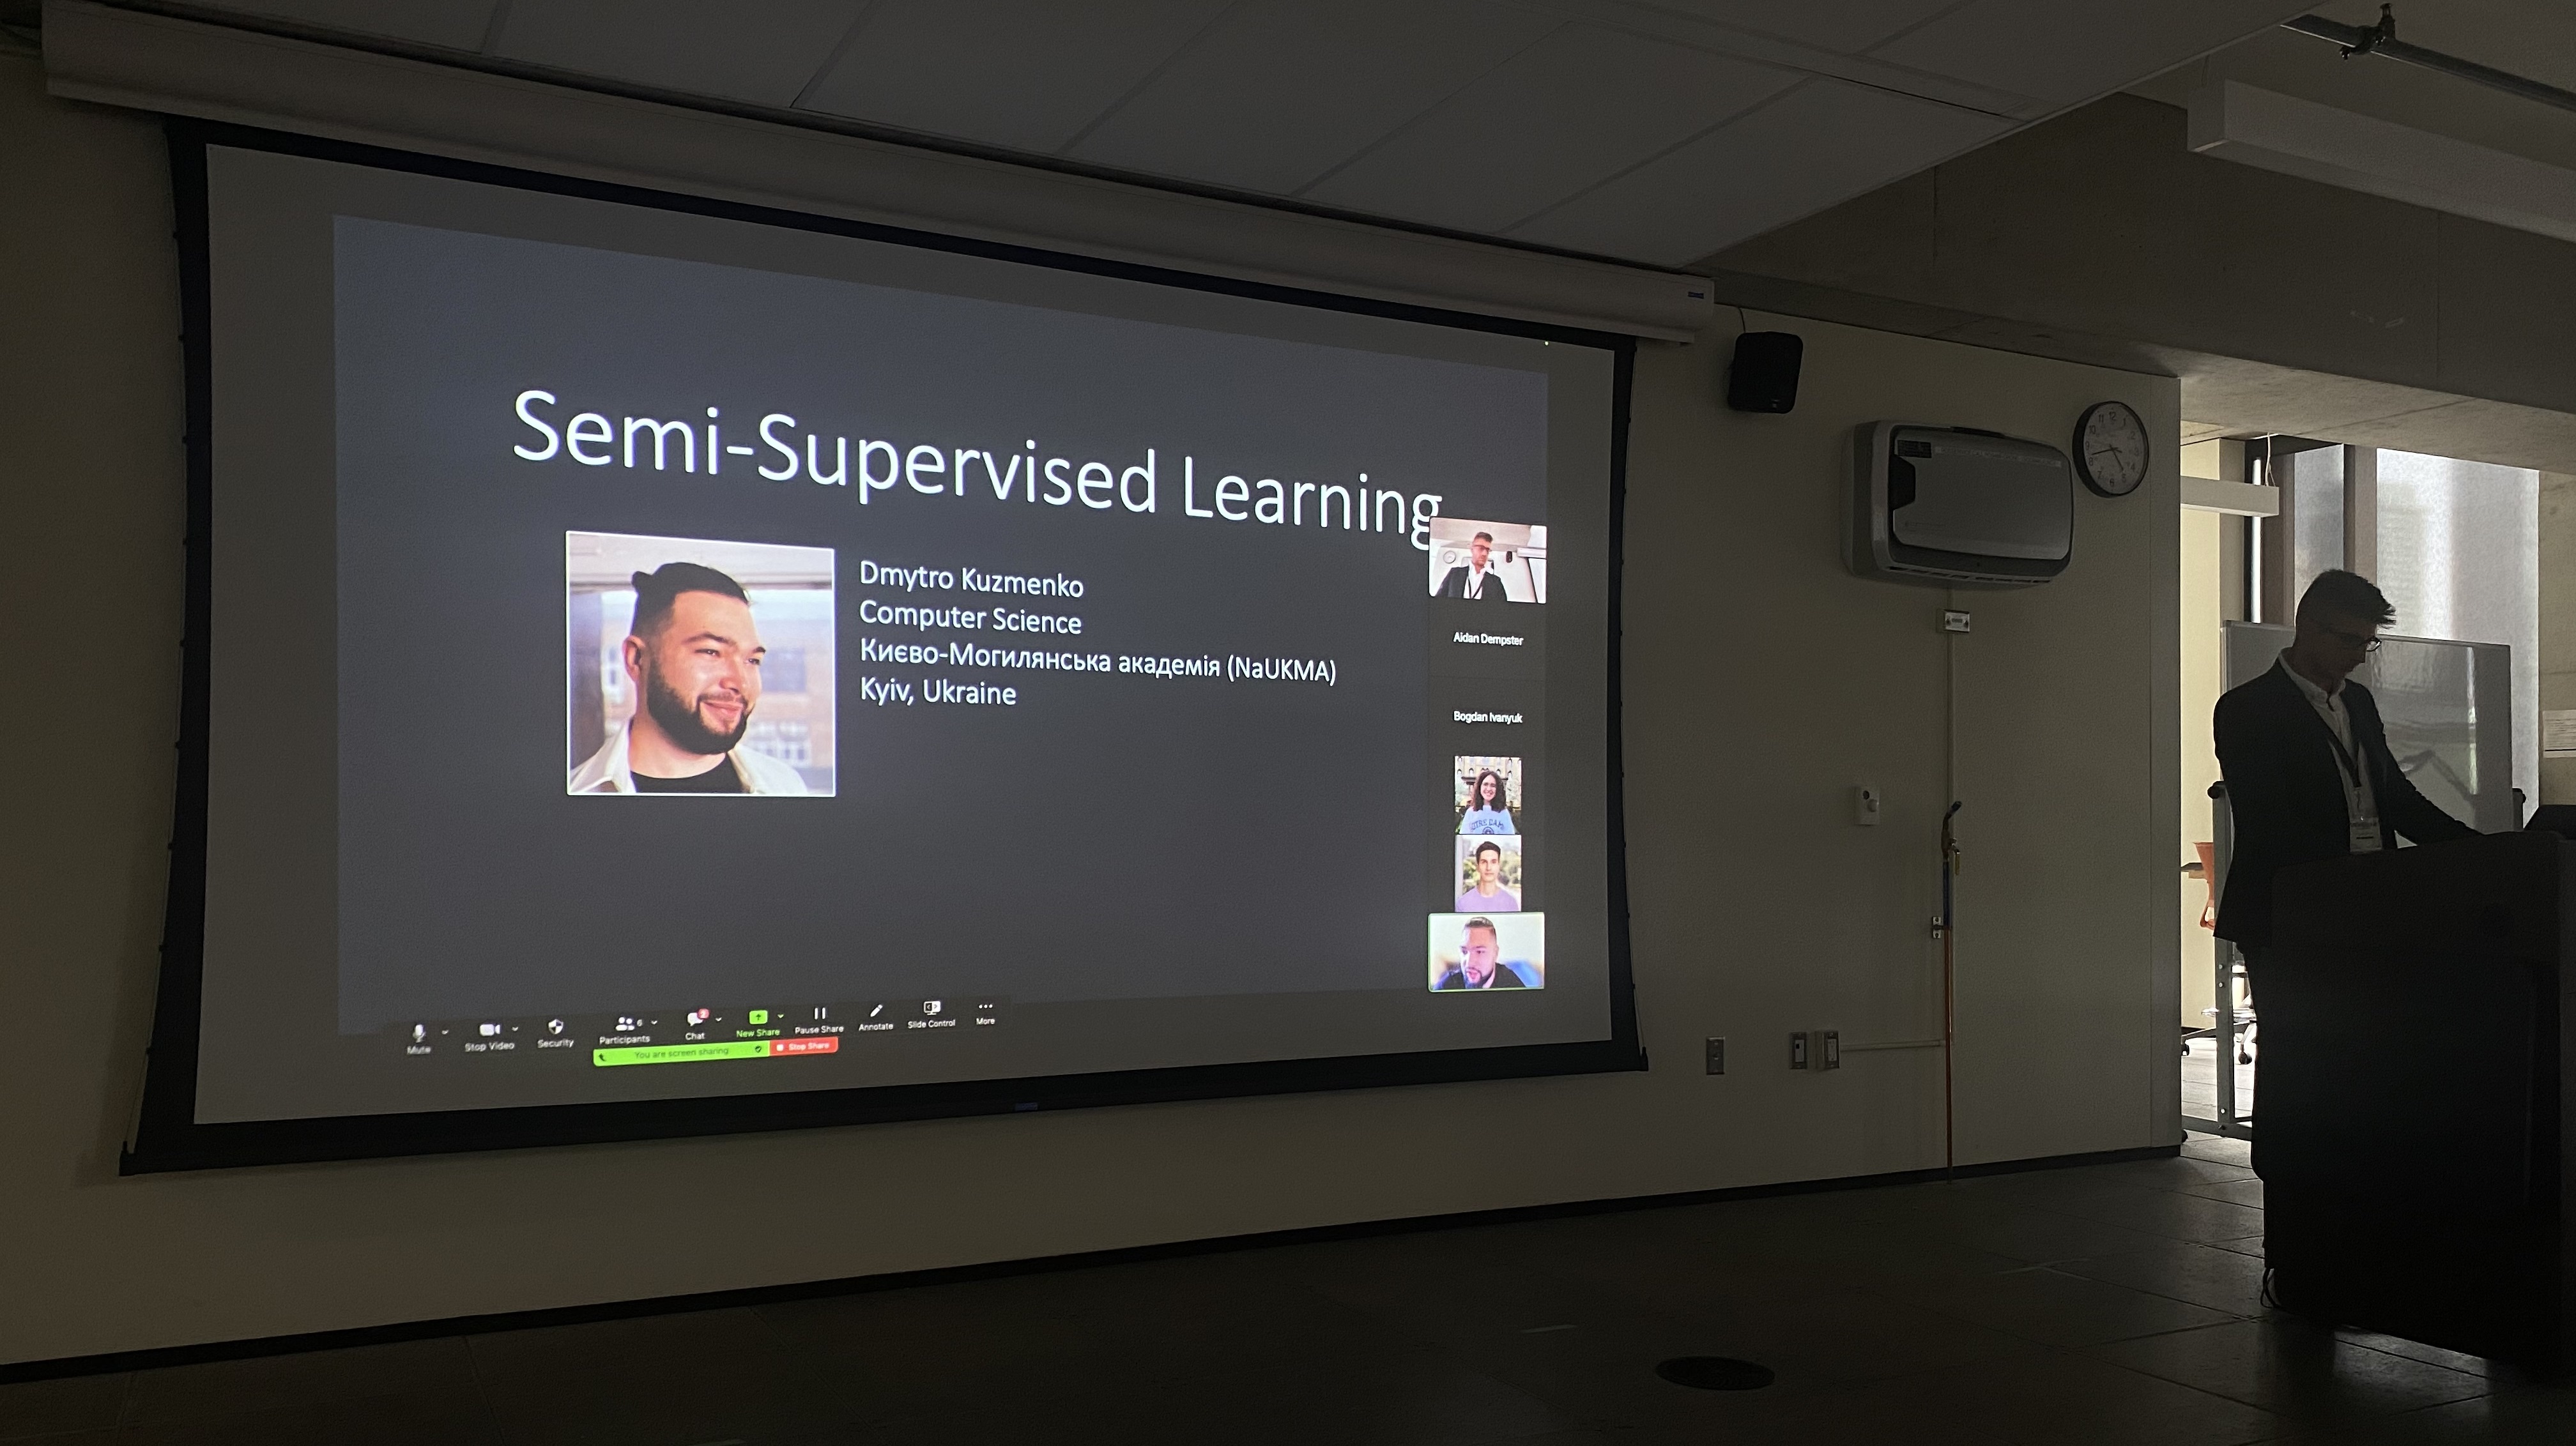 Semi-Supervised Learning
Dmytro Kuzmenko
Computer Science
Києво-Могилянська академія (NaUKMA)
Kyiv, Ukraine
Aidan Dempster
Bogdan Ivanyuk
Mute
Stop Video
Security
6
Participants
2
Chat
New Share
Pause Share
Annotate
Slide Control
More
You are screen sharing
Stop Share